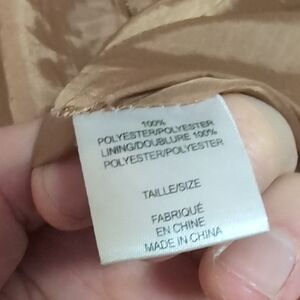 100%
POLYESTER/POLYESTER
LINING/DOUBLURE 100%
POLYESTER/POLYESTER
TAILLE/SIZE
FABRIQUÉ
EN CHINE
MADE IN CHINA